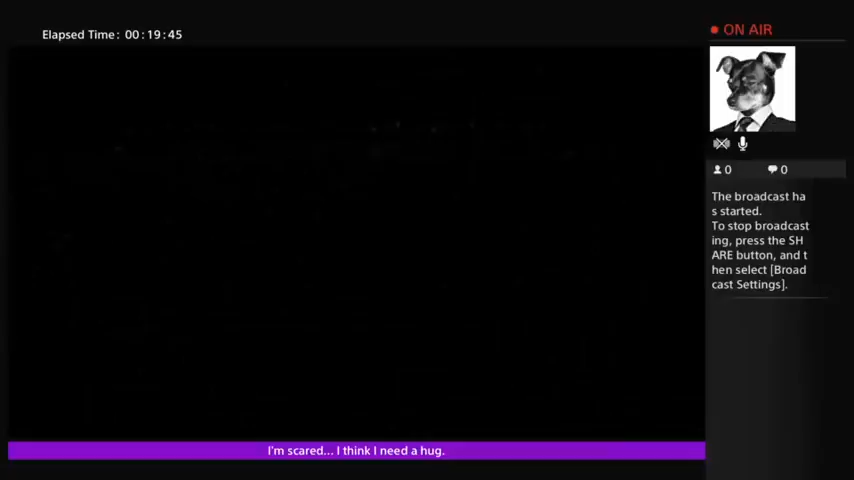 Elapsed Time: 00:19:45
ON AIR
0 0
The broadcast ha
s started.
To stop broadcast
ing, press the SH
ARE button, and t
hen select [Broad
cast Settings].
I'm scared... I think I need a hug.